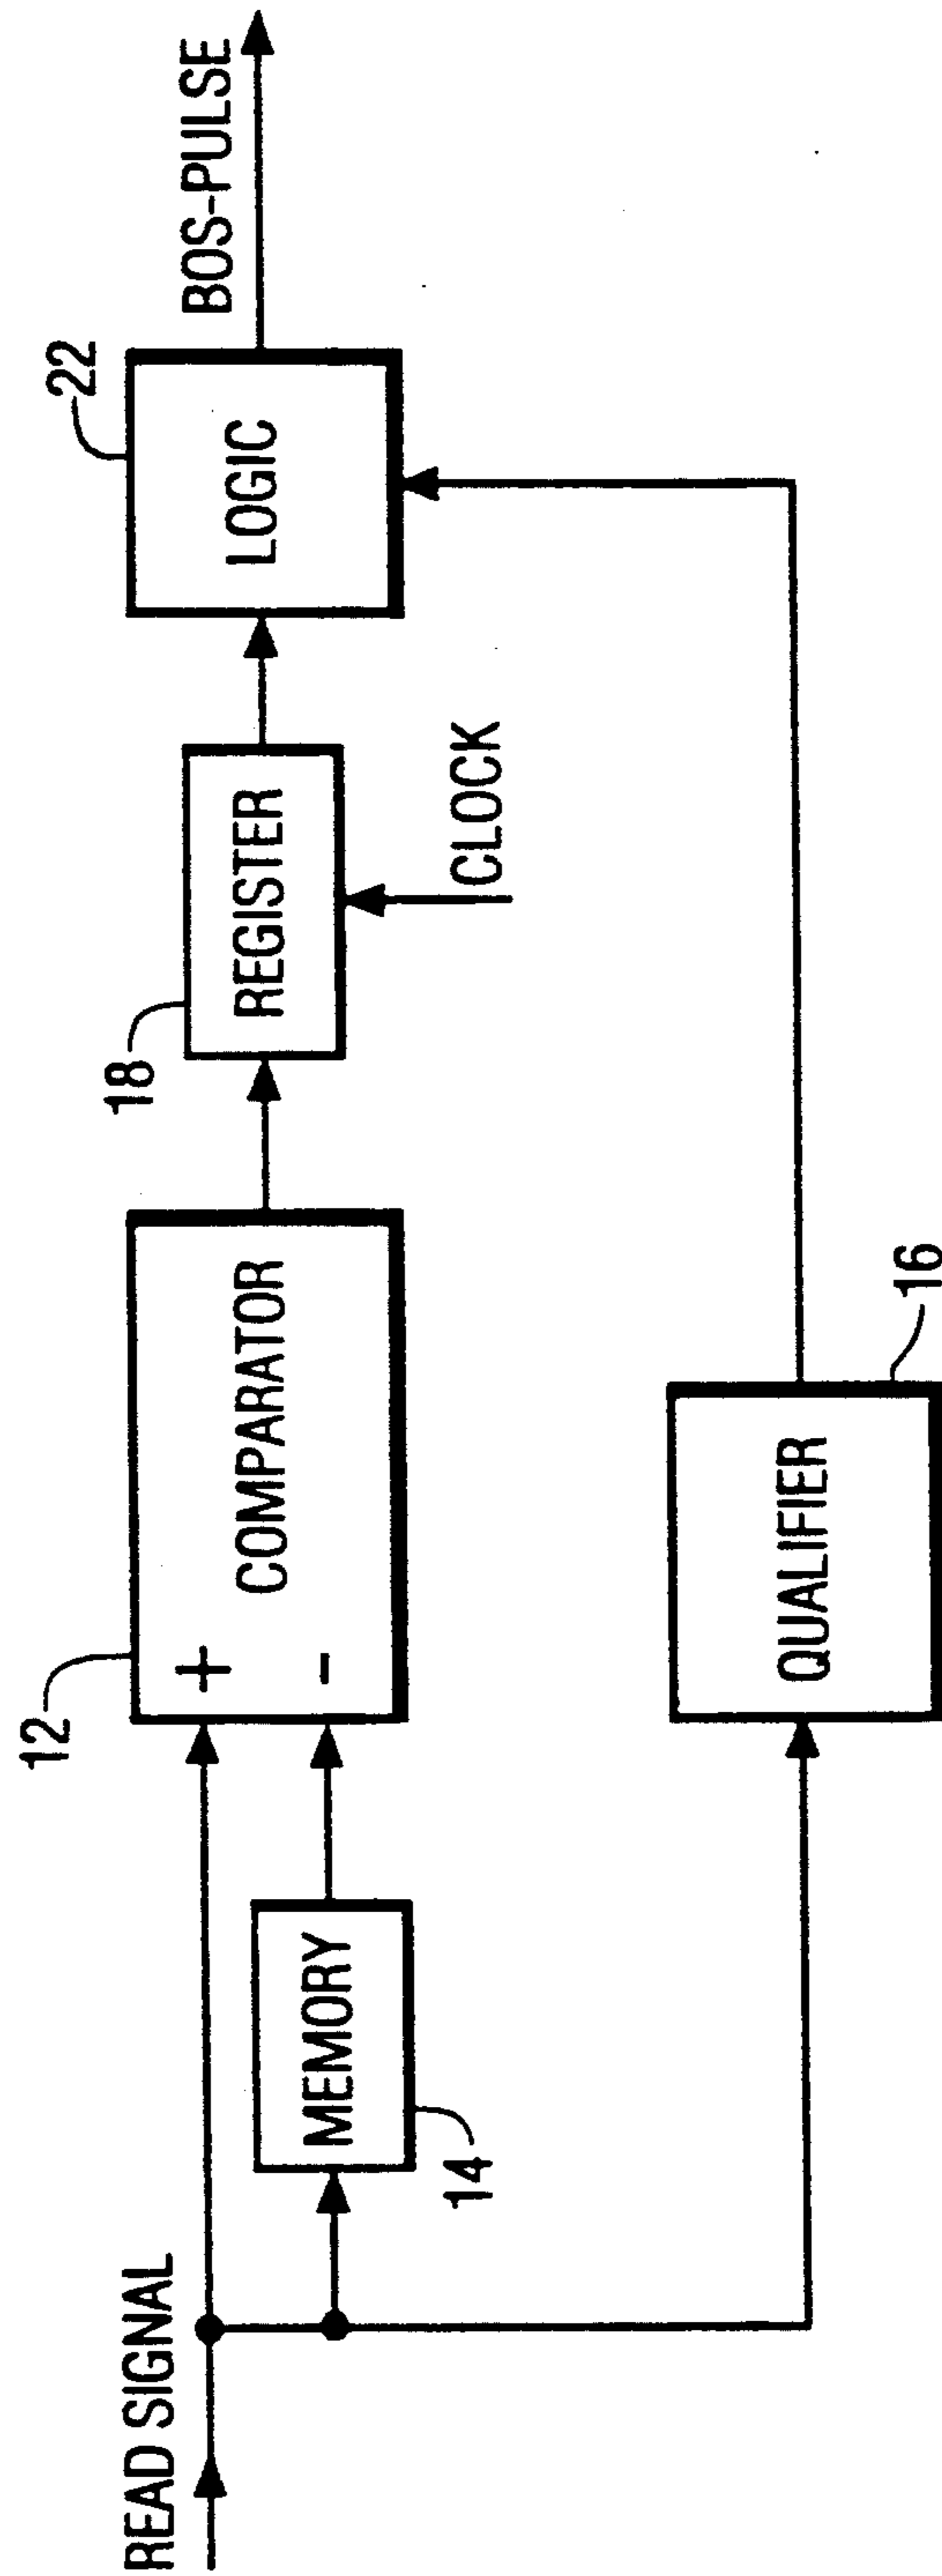 READ SIGNAL
MEMORY
14
12
+
-
COMPARATOR
QUALIFIER
16
18
REGISTER
CLOCK
22
LOGIC
BOS-PULSE